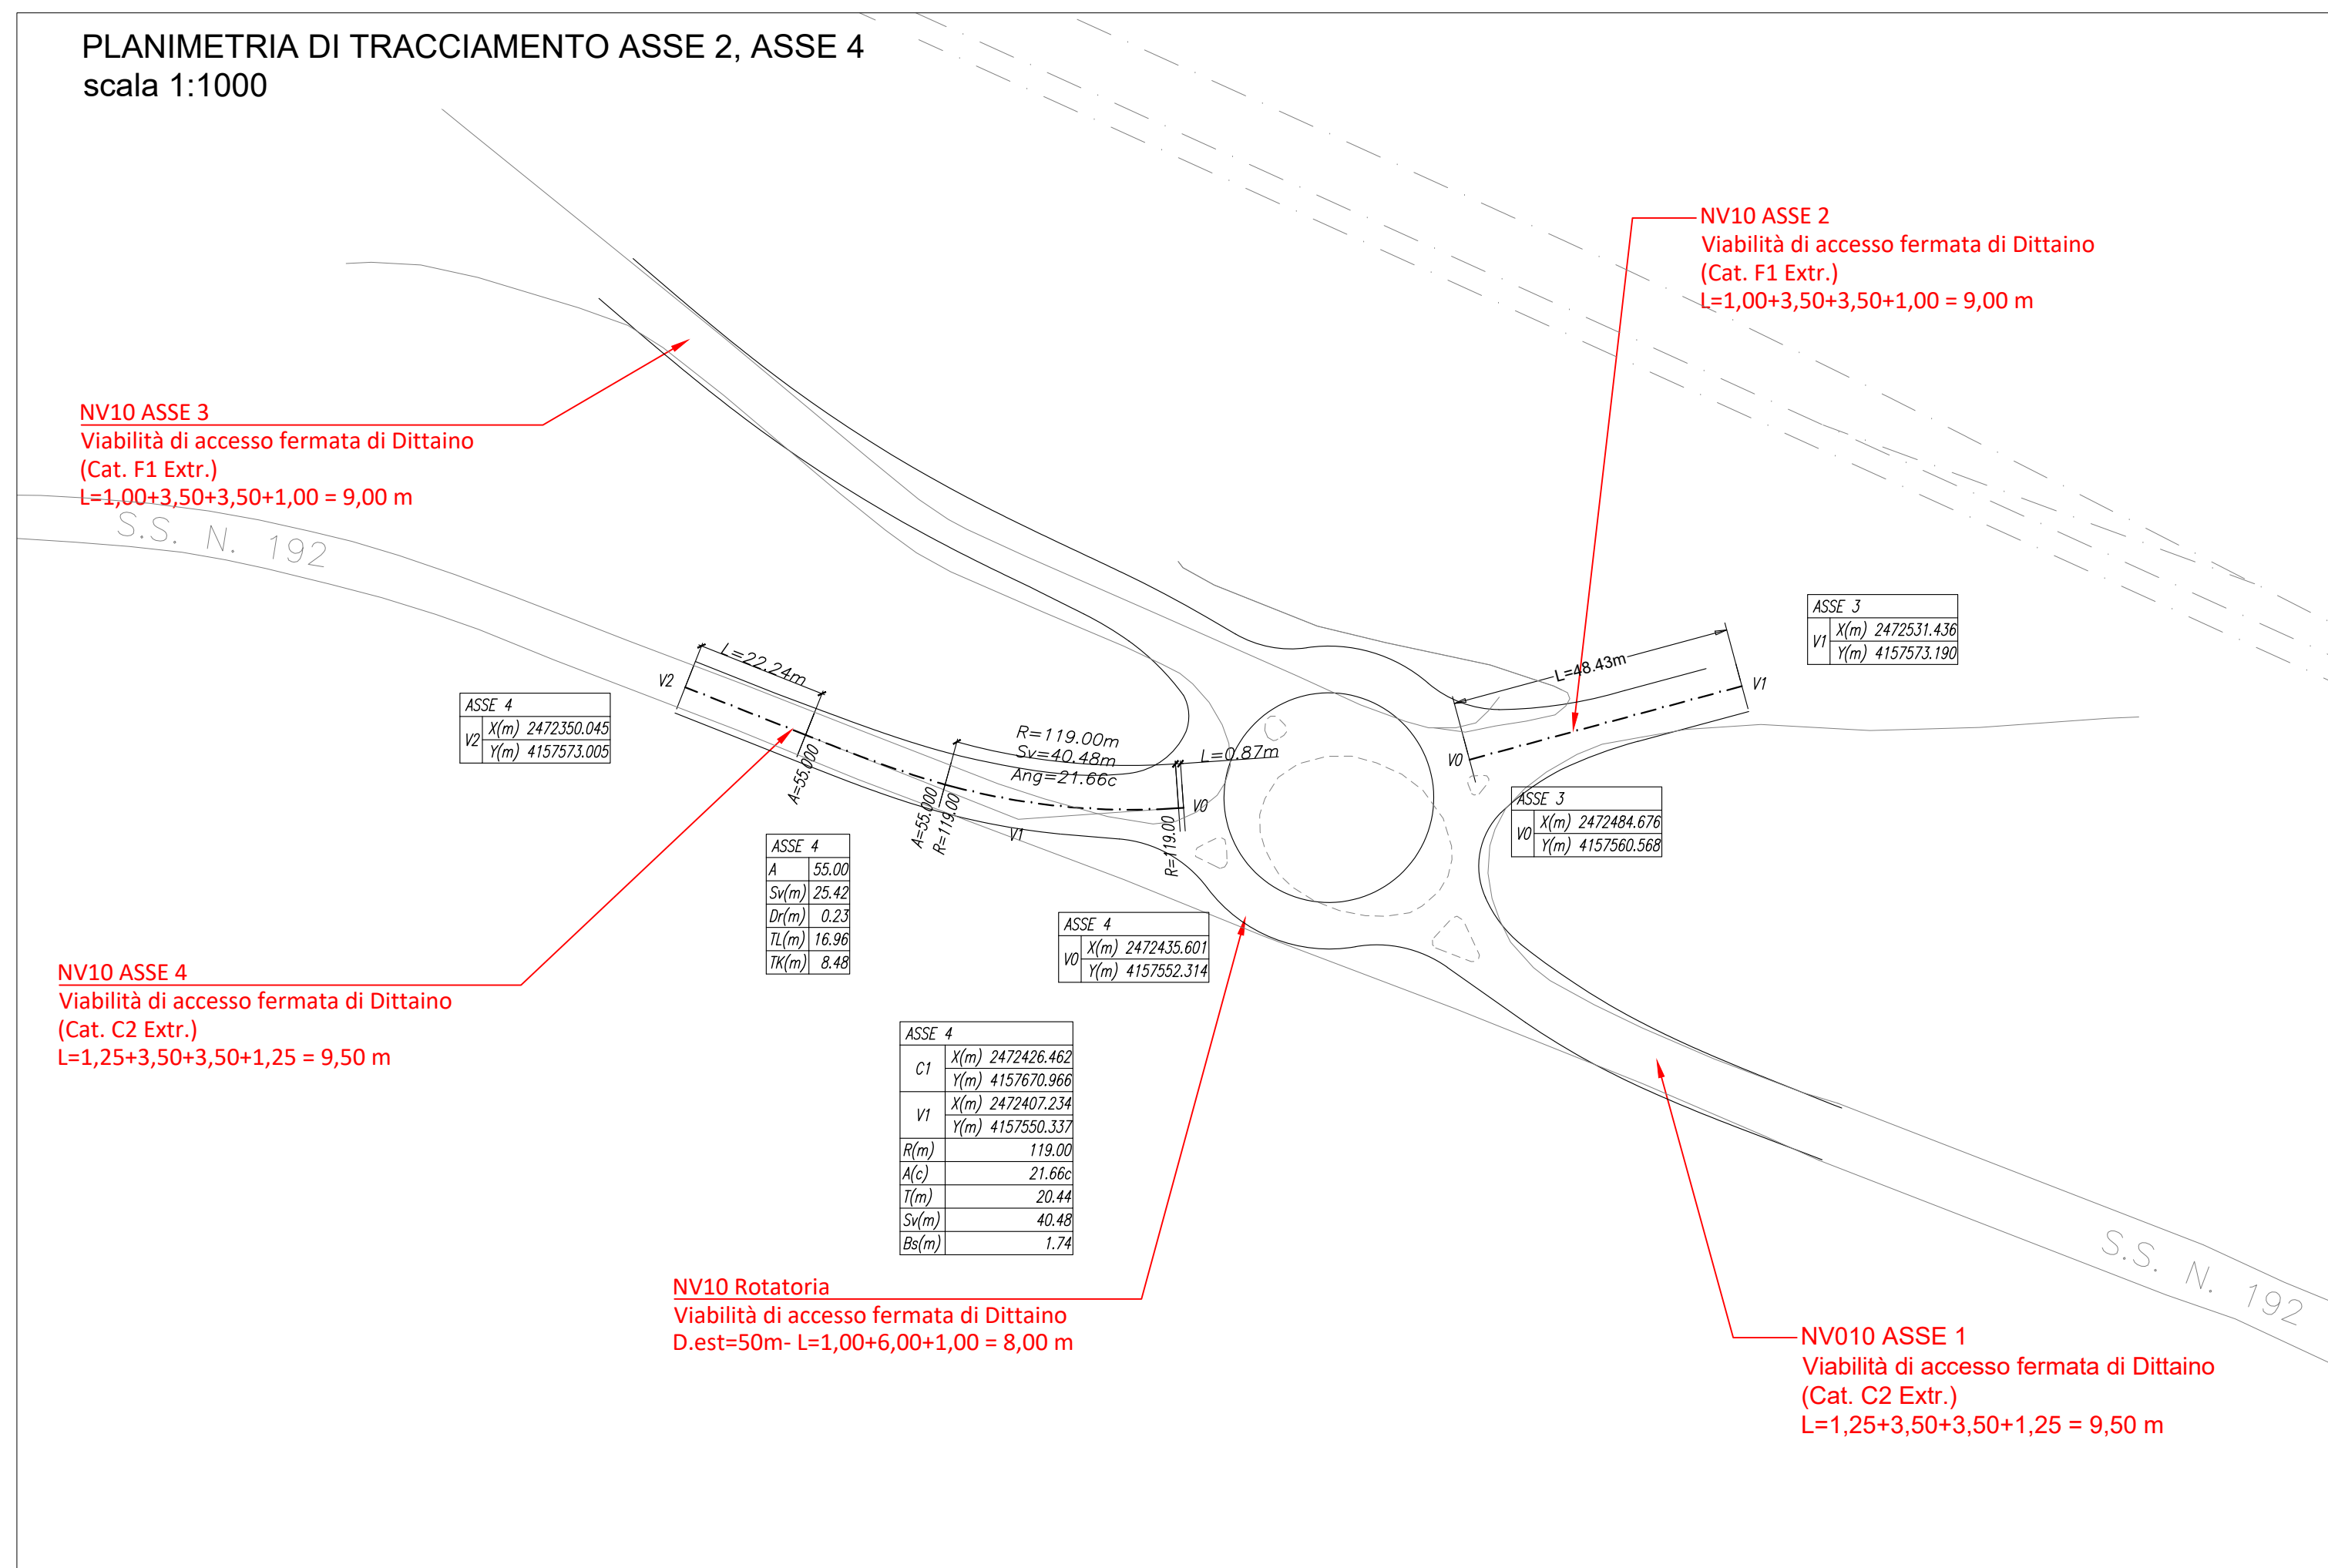 PLANIMETRIA DI TRACCIAMENTO ASSE 2, ASSE 4
scala 1:1000
NV10 ASSE 2
Viabilità di accesso fermata di Dittaino
(Cat. F1 Extr.)
L=1,00+3,50+3,50+1,00 = 9,00 m
NV10 ASSE 3
Viabilità di accesso fermata di Dittaino
(Cat. F1 Extr.)
L=1,00+3,50+3,50+1,00 = 9,00 m
S.S. N. 192
ASSE 3
V1 X(m) 2472531.436
Y(m) 4157573.190
L=22.24m
V2
L=48.43m
V1
ASSE 4
V2 X(m) 2472350.045
Y(m) 4157573.005
R=119.00m
Sv=40.48m
Ang=21.66c
L=0.87m
V0
A=55.000
A=55.000
R=119.00
V0
V1
R=119.00
ASSE 3
V0 X(m) 2472484.676
Y(m) 4157560.568
ASSE 4
A 55.00
Sv(m) 25.42
Dr(m) 0.23
TL(m) 16.96
TK(m) 8.48
ASSE 4
V0 X(m) 2472435.601
Y(m) 4157552.314
NV10 ASSE 4
Viabilità di accesso fermata di Dittaino
(Cat. C2 Extr.)
L=1,25+3,50+3,50+1,25 = 9,50 m
ASSE 4
C1 X(m) 2472426.462
Y(m) 4157670.966
V1 X(m) 2472407.234
Y(m) 4157550.337
R(m) 119.00
A(c) 21.66c
T(m) 20.44
Sv(m) 40.48
Bs(m) 1.74
NV10 Rotatoria
Viabilità di accesso fermata di Dittaino
D.est=50m- L=1,00+6,00+1,00 = 8,00 m
S.S. N. 192
NV010 ASSE 1
Viabilità di accesso fermata di Dittaino
(Cat. C2 Extr.)
L=1,25+3,50+3,50+1,25 = 9,50 m